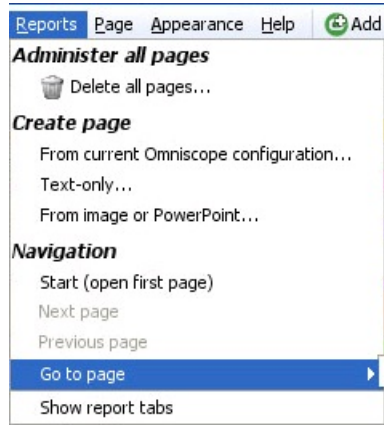 Reports Page Appearance Help Add
Administer all pages
Delete all pages...
Create page
From current Omniscope configuration...
Text-only...
From image or PowerPoint...
Navigation
Start (open first page)
Next page
Previous page
Go to page
Show report tabs